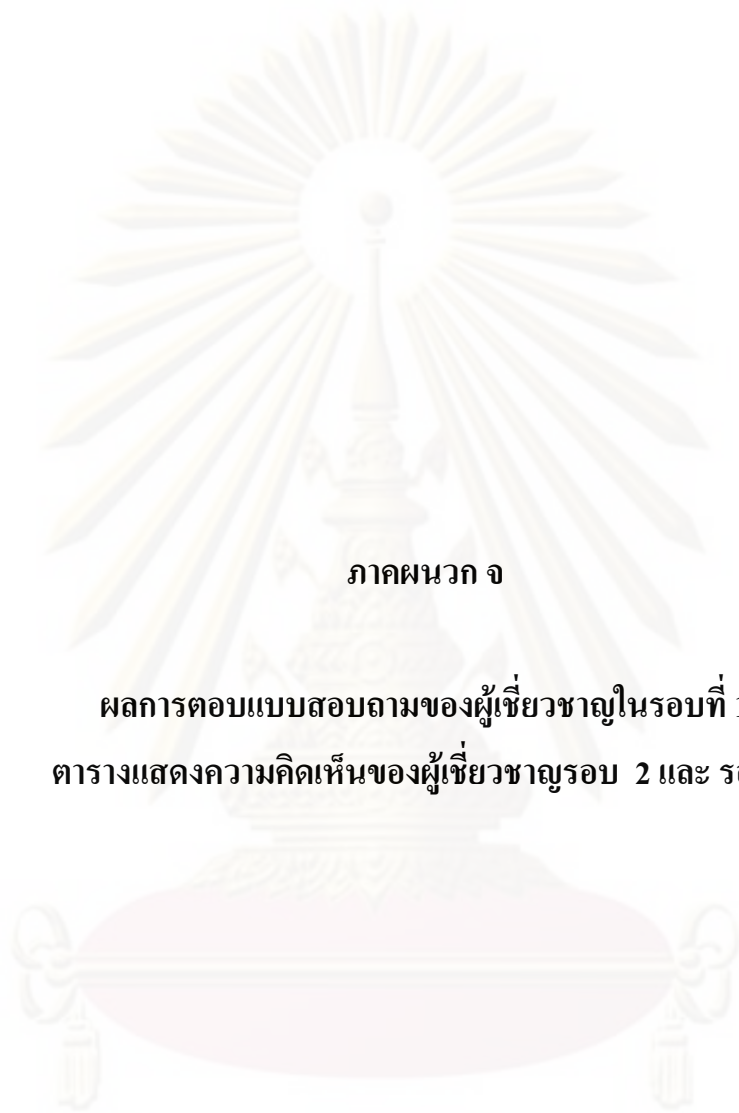 ภาคผนวก จ
ผลการตอบแบบสอบถามของผู้เชี่ยวชาญในรอบที่
ตารางแสดงความคิดเห็นของผู้เชี่ยวชาญรอบ 2 และ